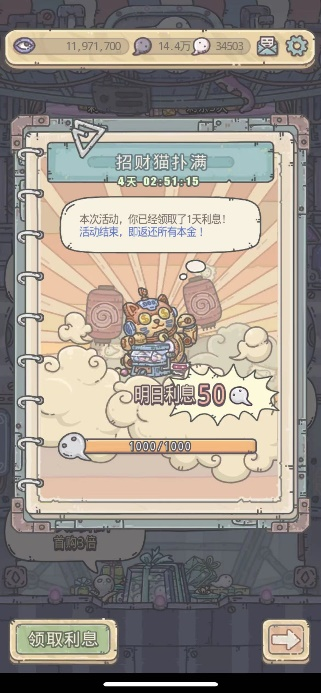 11,971,700
14.4万
34503
招财猫扑满
4天 02:51:15
本次活动，你已经领取了1天利息！
活动结束，即返还所有本金！
明日利息50
1000/1000
首购3倍
领取利息